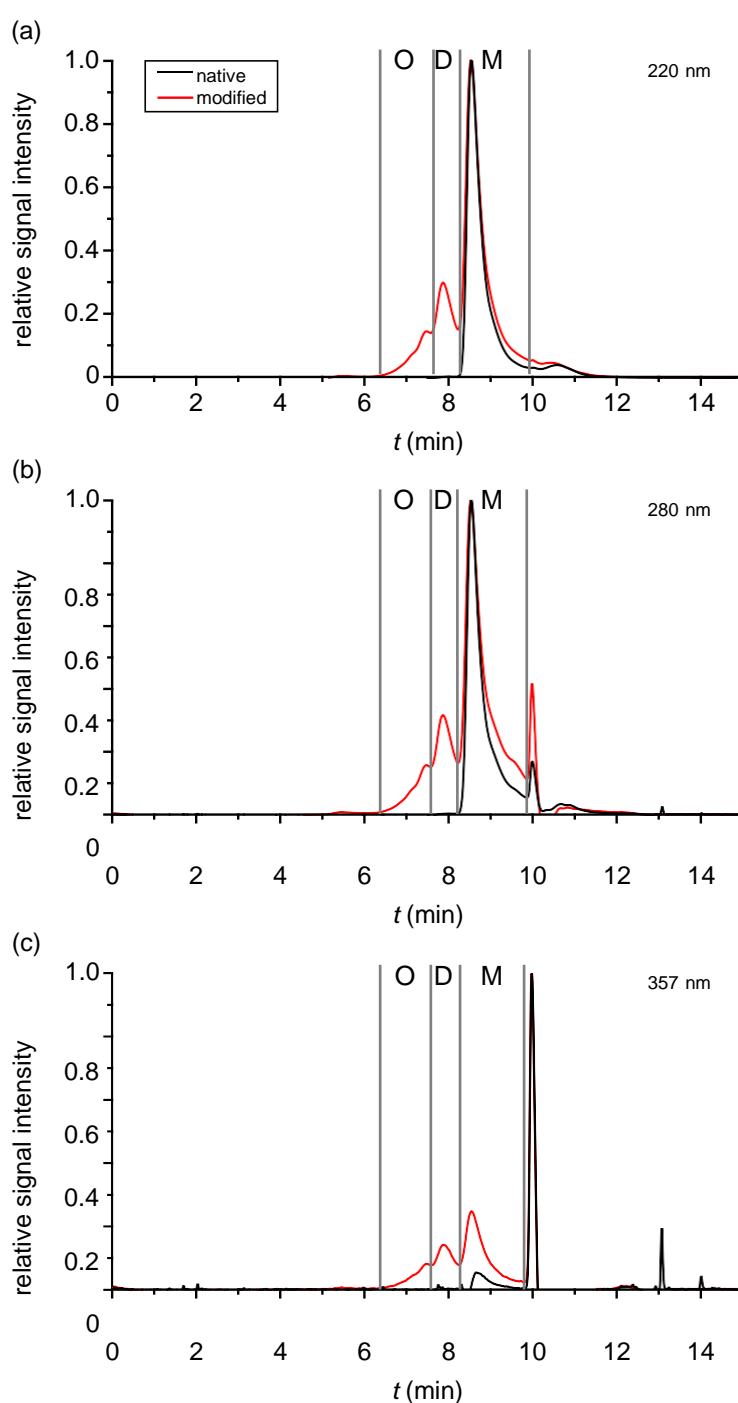 (a)
O D M
220 nm
native
modified
relative signal intensity
1.0
0.8
0.6
0.4
0.2
0
0 2 4 6 8 10 12 14
t (min)
(b)
O D M
280 nm
relative signal intensity
1.0
0.8
0.6
0.4
0.2
0
0 2 4 6 8 10 12 14
t (min)
(c)
O D M
357 nm
relative signal intensity
1.0
0.8
0.6
0.4
0.2
0
0 2 4 6 8 10 12 14
t (min)